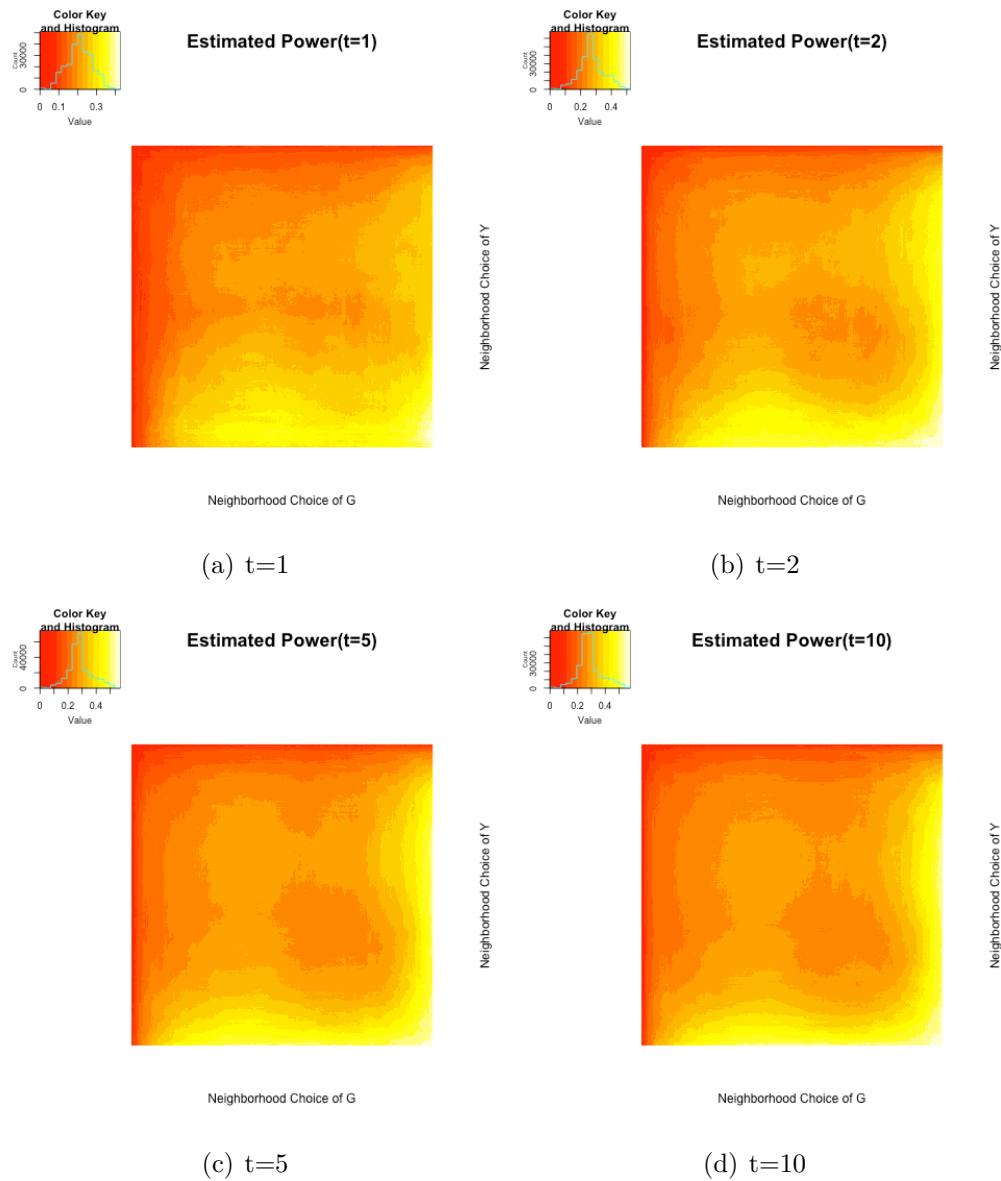 Color Key
and Histogram
Estimated Power(t=1)
Count
0 30000
0 0.1 0.3
Value
Neighborhood Choice of Y
Neighborhood Choice of G
(a) t=1
Color Key
and Histogram
Estimated Power(t=2)
Count
0 30000
0 0.2 0.4
Value
Neighborhood Choice of Y
Neighborhood Choice of G
(b) t=2
Color Key
and Histogram
Estimated Power(t=5)
Count
0 40000
0 0.2 0.4
Value
Neighborhood Choice of Y
Neighborhood Choice of G
(c) t=5
Color Key
and Histogram
Estimated Power(t=10)
Count
0 30000
0 0.2 0.4
Value
Neighborhood Choice of Y
Neighborhood Choice of G
(d) t=10